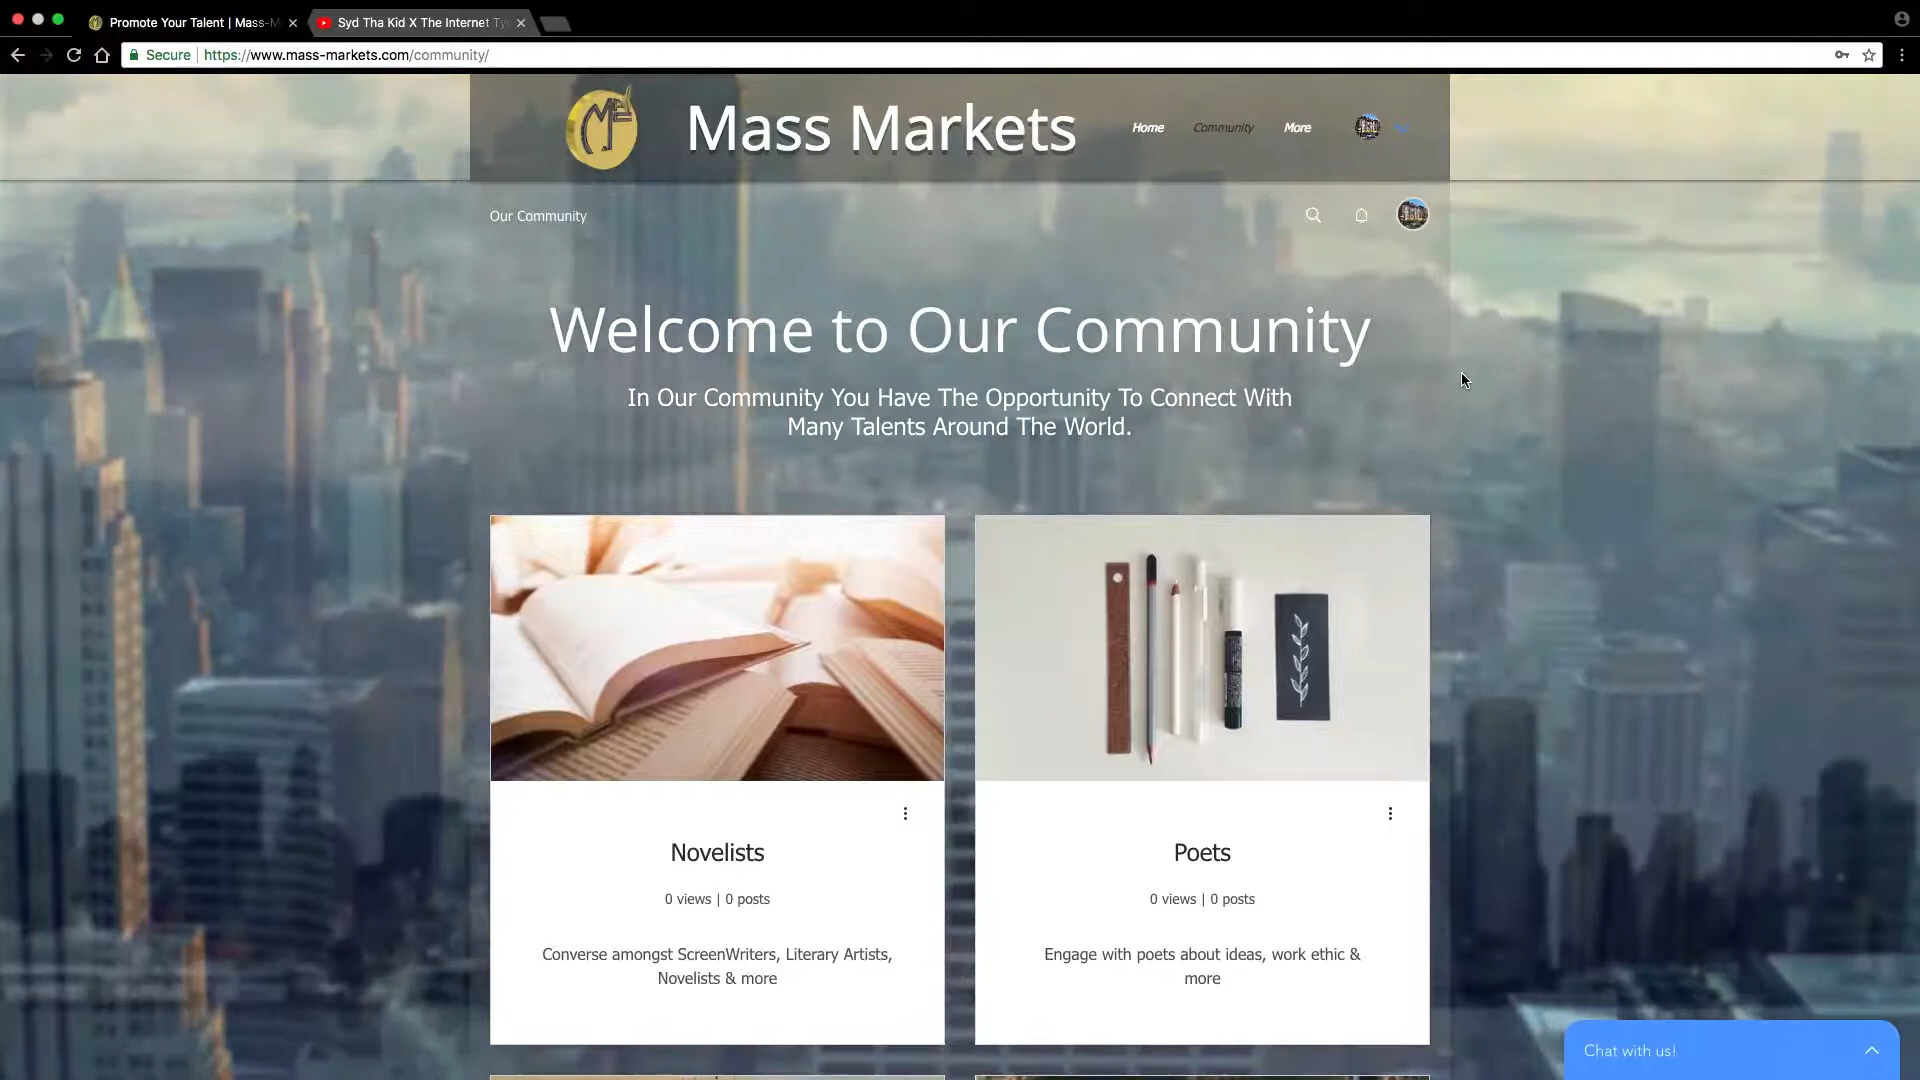 Promote Your Talent | Mass-M
Syd Tha Kid X The Internet Ty
Secure
https://www.mass-markets.com/community/
Mass Markets
Home
Community
More
Our Community
Welcome to Our Community
In Our Community You Have The Opportunity To Connect With
Many Talents Around The World.
Novelists
0 views | 0 posts
Converse amongst ScreenWriters, Literary Artists,
Novelists & more
Poets
0 views | 0 posts
Engage with poets about ideas, work ethic &
more
Chat with us!